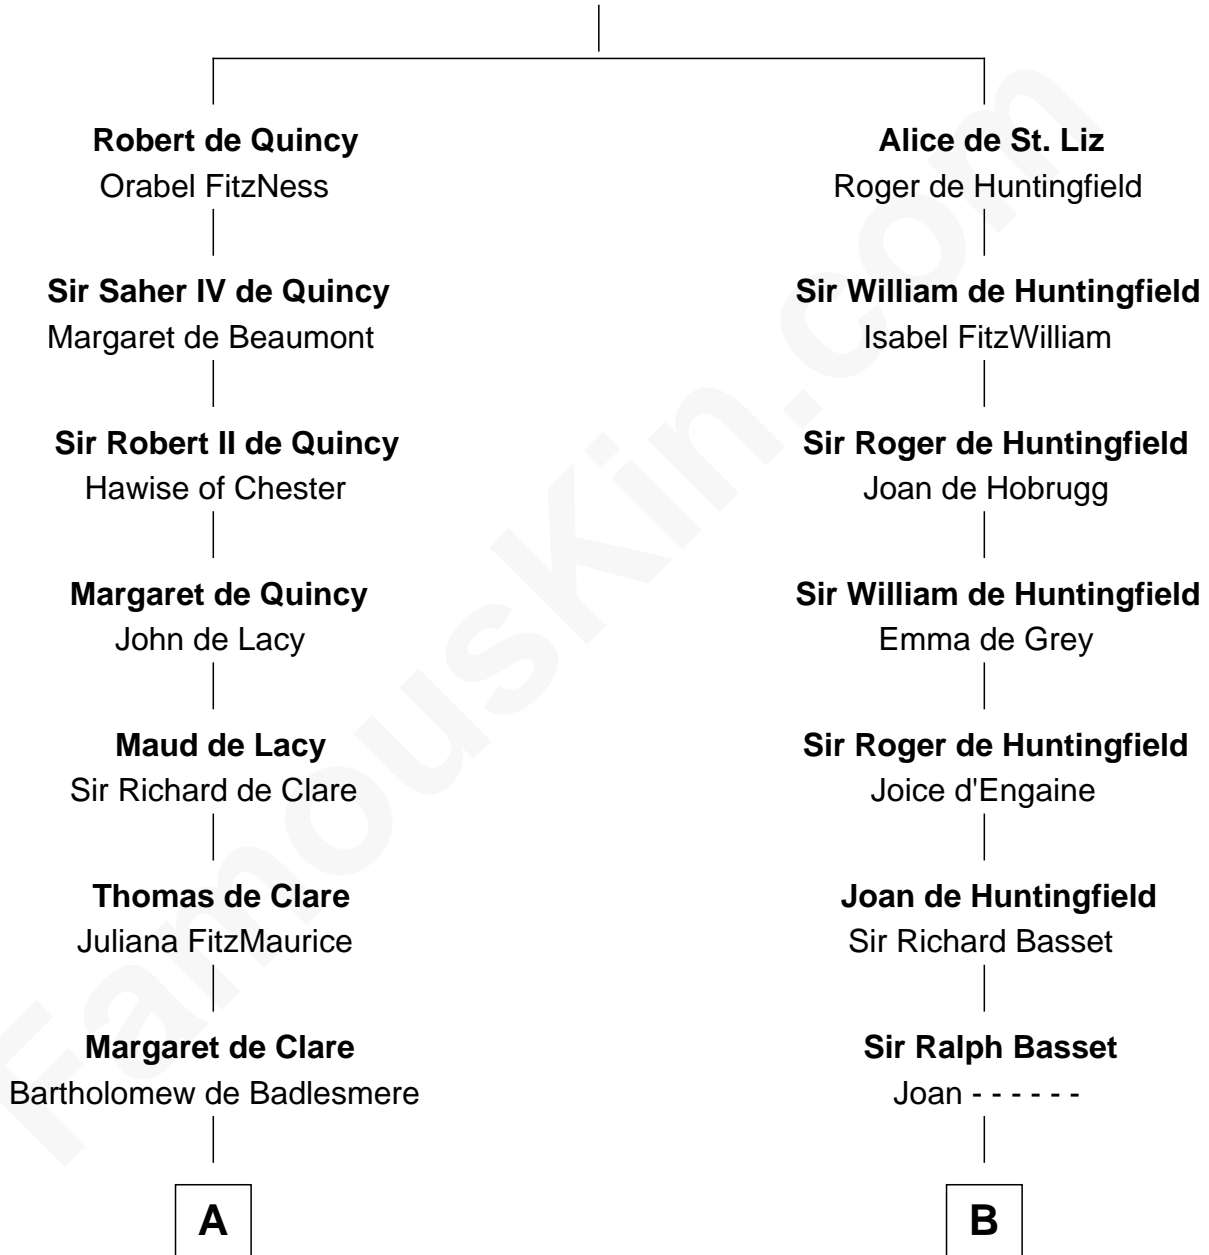 Robert de Quincy
Orabel FitzNess
Alice de St. Liz
Roger de Huntingfield
Sir Saher IV de Quincy
Margaret de Beaumont
Sir William de Huntingfield
Isabel FitzWilliam
Sir Robert II de Quincy
Hawise of Chester
Sir Roger de Huntingfield
Joan de Hobrugg
Margaret de Quincy
John de Lacy
Sir William de Huntingfield
Emma de Grey
Maud de Lacy
Sir Richard de Clare
Sir Roger de Huntingfield
Joice d'Engaine
Thomas de Clare
Juliana FitzMaurice
Joan de Huntingfield
Sir Richard Basset
Margaret de Clare
Bartholomew de Badlesmere
Sir Ralph Basset
Joan - - - - - -
A
B
FamousKin.com